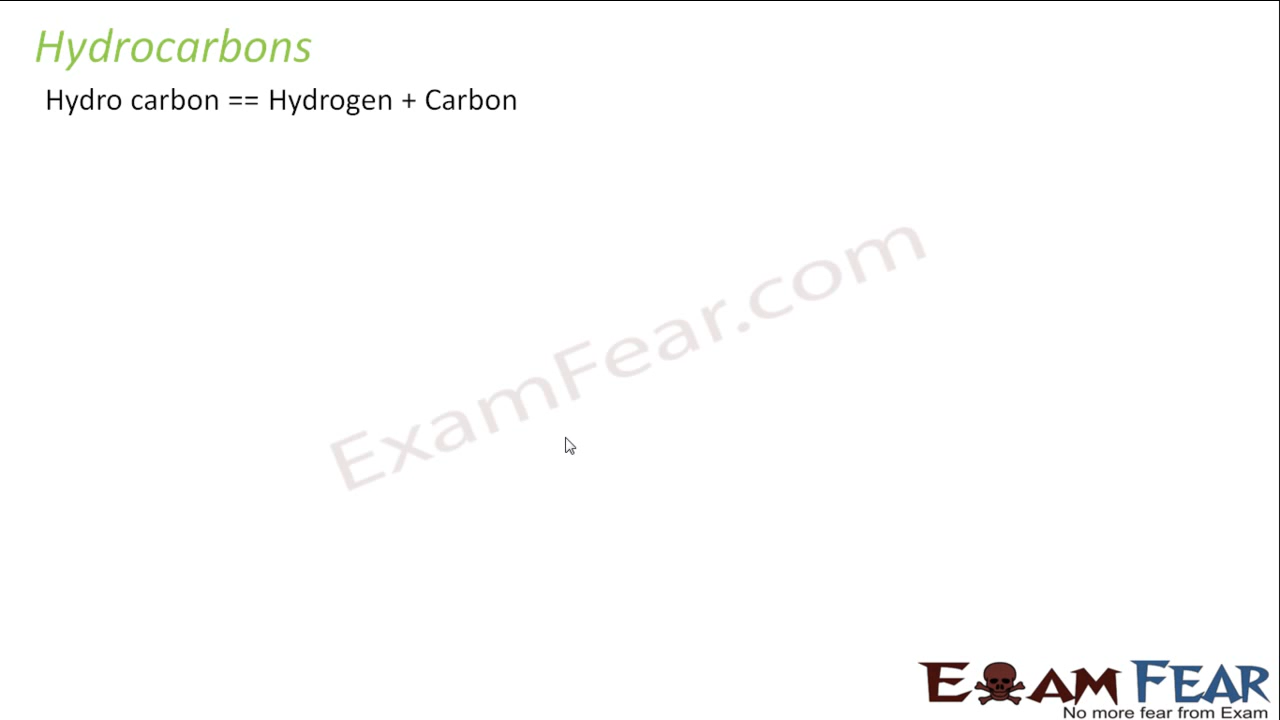 Hydrocarbons
Hydro carbon == Hydrogen + Carbon
ExamFear.com
EXAM FEAR
No more fear from Exam